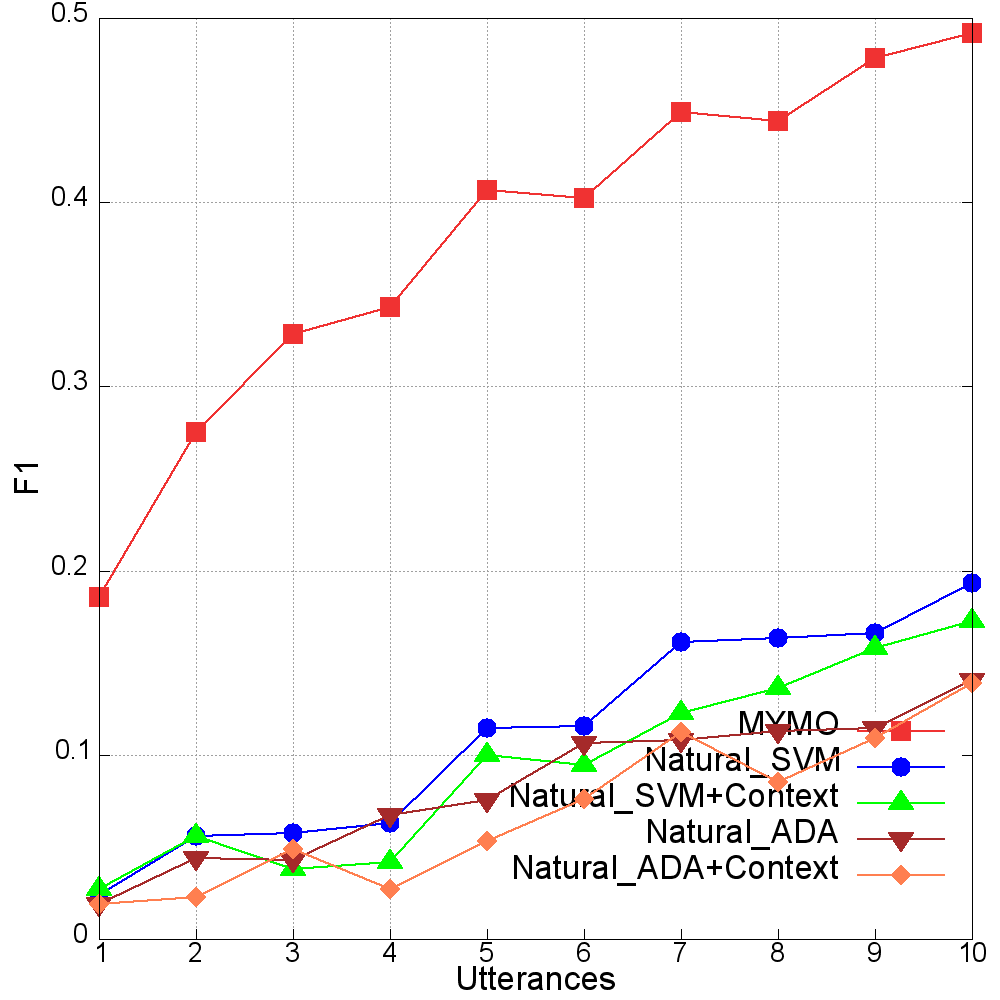 0.5
0.4
0.3
0.2
0.1
0
F1
MYMO
Natural_SVM
Natural_SVM+Context
Natural_ADA
Natural_ADA+Context
1 2 3 4 5 6 7 8 9 10
Utterances